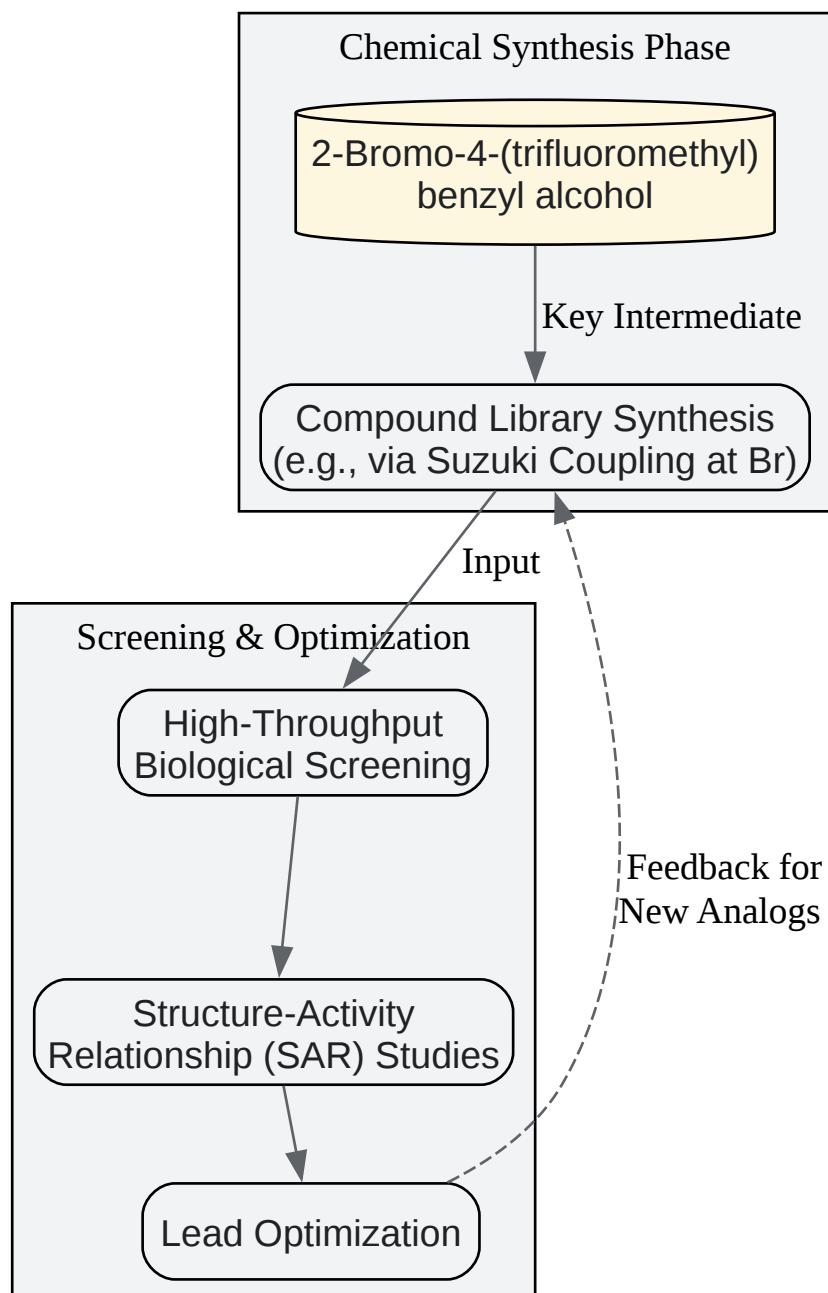 Chemical Synthesis Phase
2-Bromo-4-(trifluoromethyl)
benzyl alcohol
Key Intermediate
Compound Library Synthesis
(e.g., via Suzuki Coupling at Br)
Input
Screening & Optimization
High-Throughput
Biological Screening
Feedback for
New Analogs
Structure-Activity
Relationship (SAR) Studies
Lead Optimization